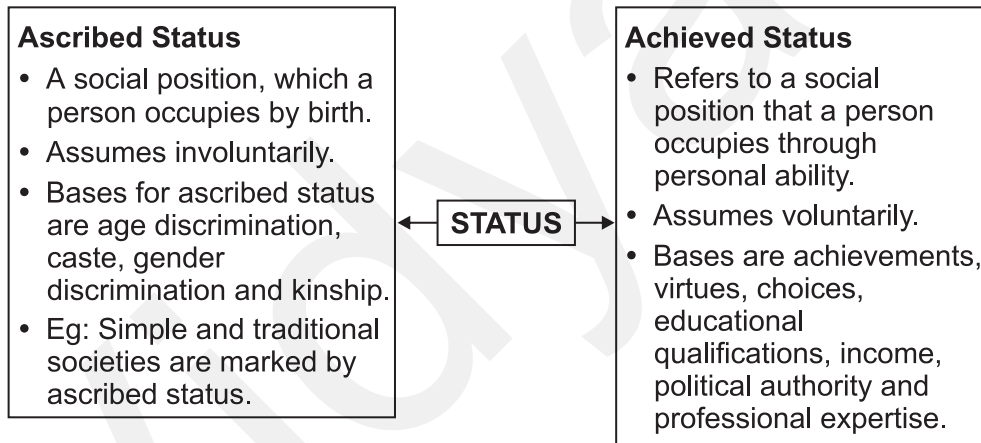 Ascribed Status
• A social position, which a
person occupies by birth.
• Assumes involuntarily.
• Bases for ascribed status
are age discrimination,
caste, gender
discrimination and kinship.
• Eg: Simple and traditional
societies are marked by
ascribed status.
STATUS
Achieved Status
• Refers to a social
position that a person
occupies through
personal ability.
• Assumes voluntarily.
• Bases are achievements,
virtues, choices,
educational
qualifications, income,
political authority and
professional expertise.